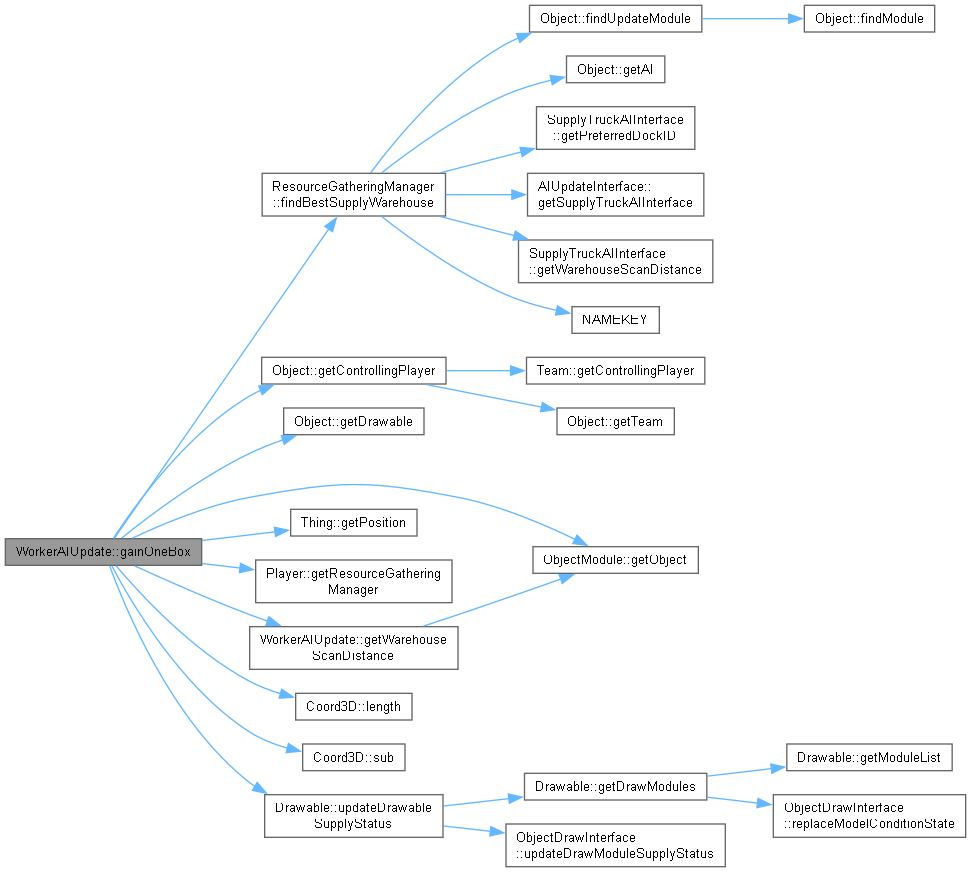 Object::findUpdateModule
Object::findModule
Object::getAI
SupplyTruckAIInterface
::getPreferredDockID
ResourceGatheringManager
::findBestSupplyWarehouse
AIUpdateInterface::
getSupplyTruckAIInterface
SupplyTruckAIInterface
::getWarehouseScanDistance
NAMEKEY
Object::getControllingPlayer
Team::getControllingPlayer
Object::getDrawable
Object::getTeam
Thing::getPosition
WorkerAIUpdate::gainOneBox
ObjectModule::getObject
Player::getResourceGathering
Manager
WorkerAIUpdate::getWarehouse
ScanDistance
Coord3D::length
Coord3D::sub
Drawable::updateDrawable
SupplyStatus
Drawable::getDrawModules
Drawable::getModuleList
ObjectDrawInterface
::replaceModelConditionState
ObjectDrawInterface
::updateDrawModuleSupplyStatus